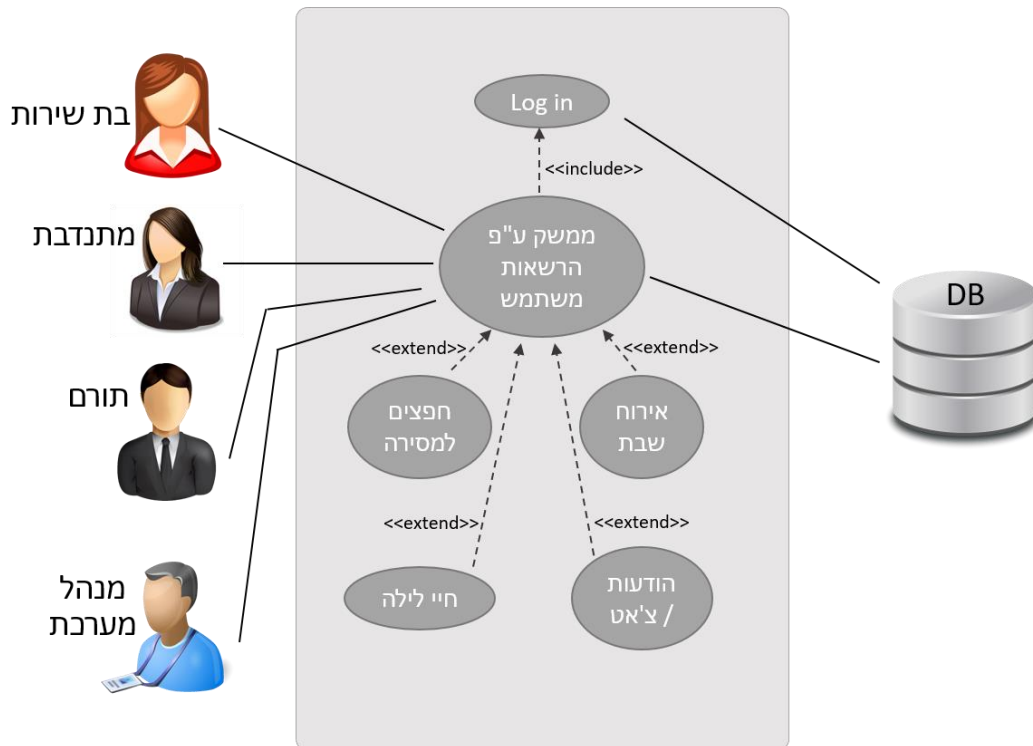 בת שירות
מתנדבת
תורם
מנהל
מערכת
Log in
<<include>>
ממשק ע"פ
הרשאות
משתמש
<<extend>>
<<extend>>
חפצים
למסירה
אירוח
שבת
<<extend>>
<<extend>>
חיי לילה
הודעות
/ צ'אט
DB